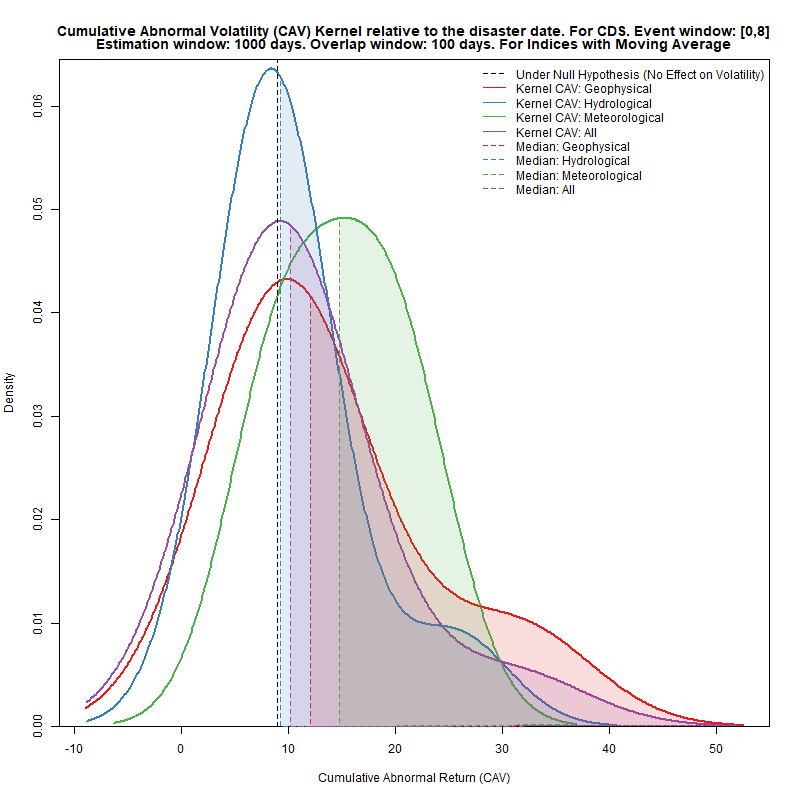 Cumulative Abnormal Volatility (CAV) Kernel relative to the disaster date. For CDS. Event window: [0,8]
Estimation window: 1000 days. Overlap window: 100 days. For Indices with Moving Average
Under Null Hypothesis (No Effect on Volatility)
Kernel CAV: Geophysical
Kernel CAV: Hydrological
Kernel CAV: Meteorological
Kernel CAV: All
Median: Geophysical
Median: Hydrological
Median: Meteorological
Median: All
Density
0.06
0.05
0.04
0.03
0.02
0.01
0.00
-10 0 10 20 30 40 50
Cumulative Abnormal Return (CAV)